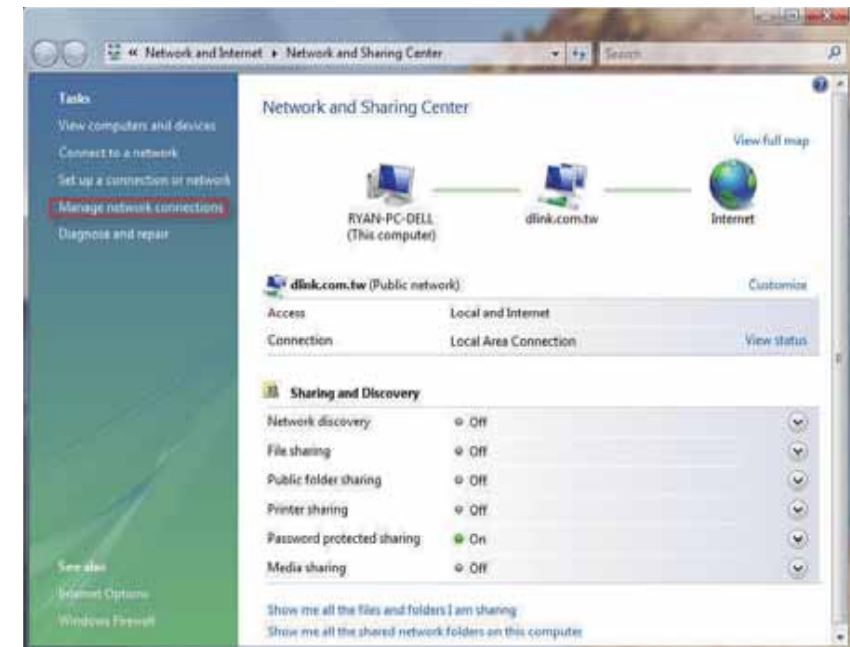 « Network and Internet ▸ Network and Sharing Center
Search
Tasks
View computers and devices
Connect to a network
Set up a connection or network
Manage network connections
Diagnose and repair
See also
Internet Options
Windows Firewall
Network and Sharing Center
View full map
RYAN-PC-DELL
(This computer)
dlink.com.tw
Internet
dlink.com.tw (Public network)
Customize
Access Local and Internet
Connection Local Area Connection View status
Sharing and Discovery
Network discovery Off
File sharing Off
Public folder sharing Off
Printer sharing Off
Password protected sharing On
Media sharing Off
Show me all the files and folders I am sharing
Show me all the shared network folders on this computer